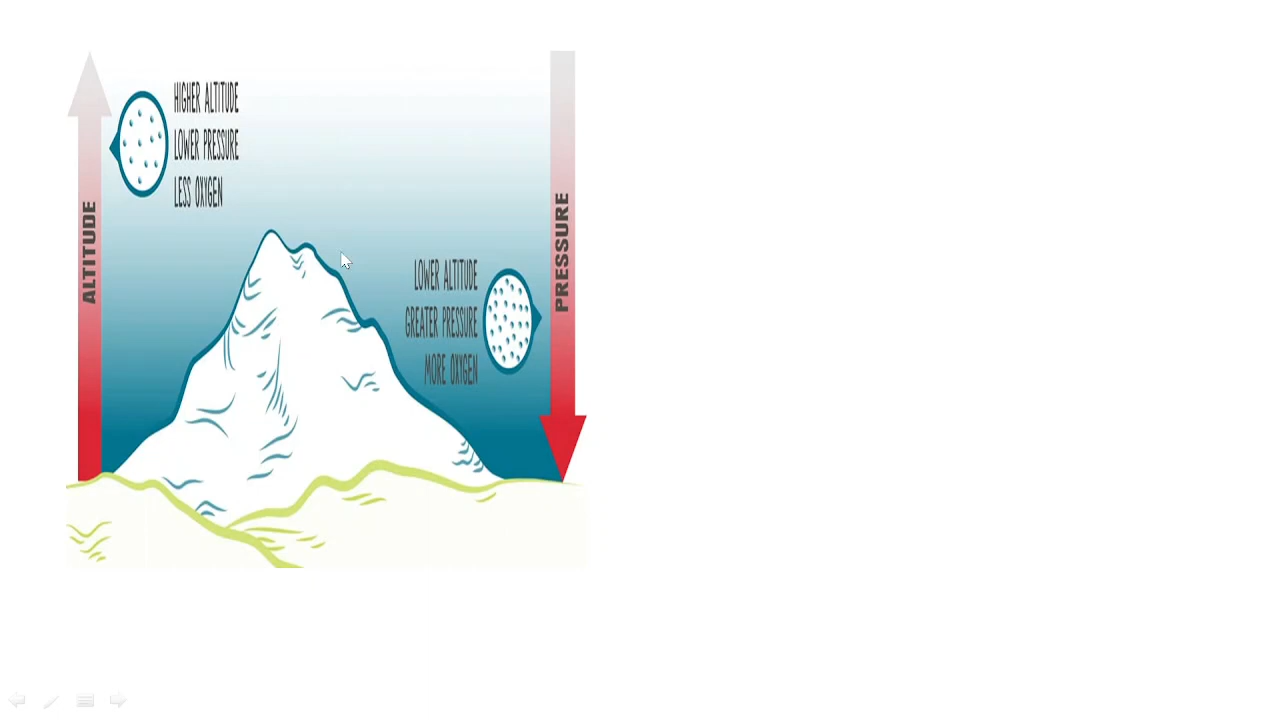 HIGHER ALTITUDE
LOWER PRESSURE
LESS OXYGEN
ALTITUDE
PRESSURE
LOWER ALTITUDE
GREATER PRESSURE
MORE OXYGEN